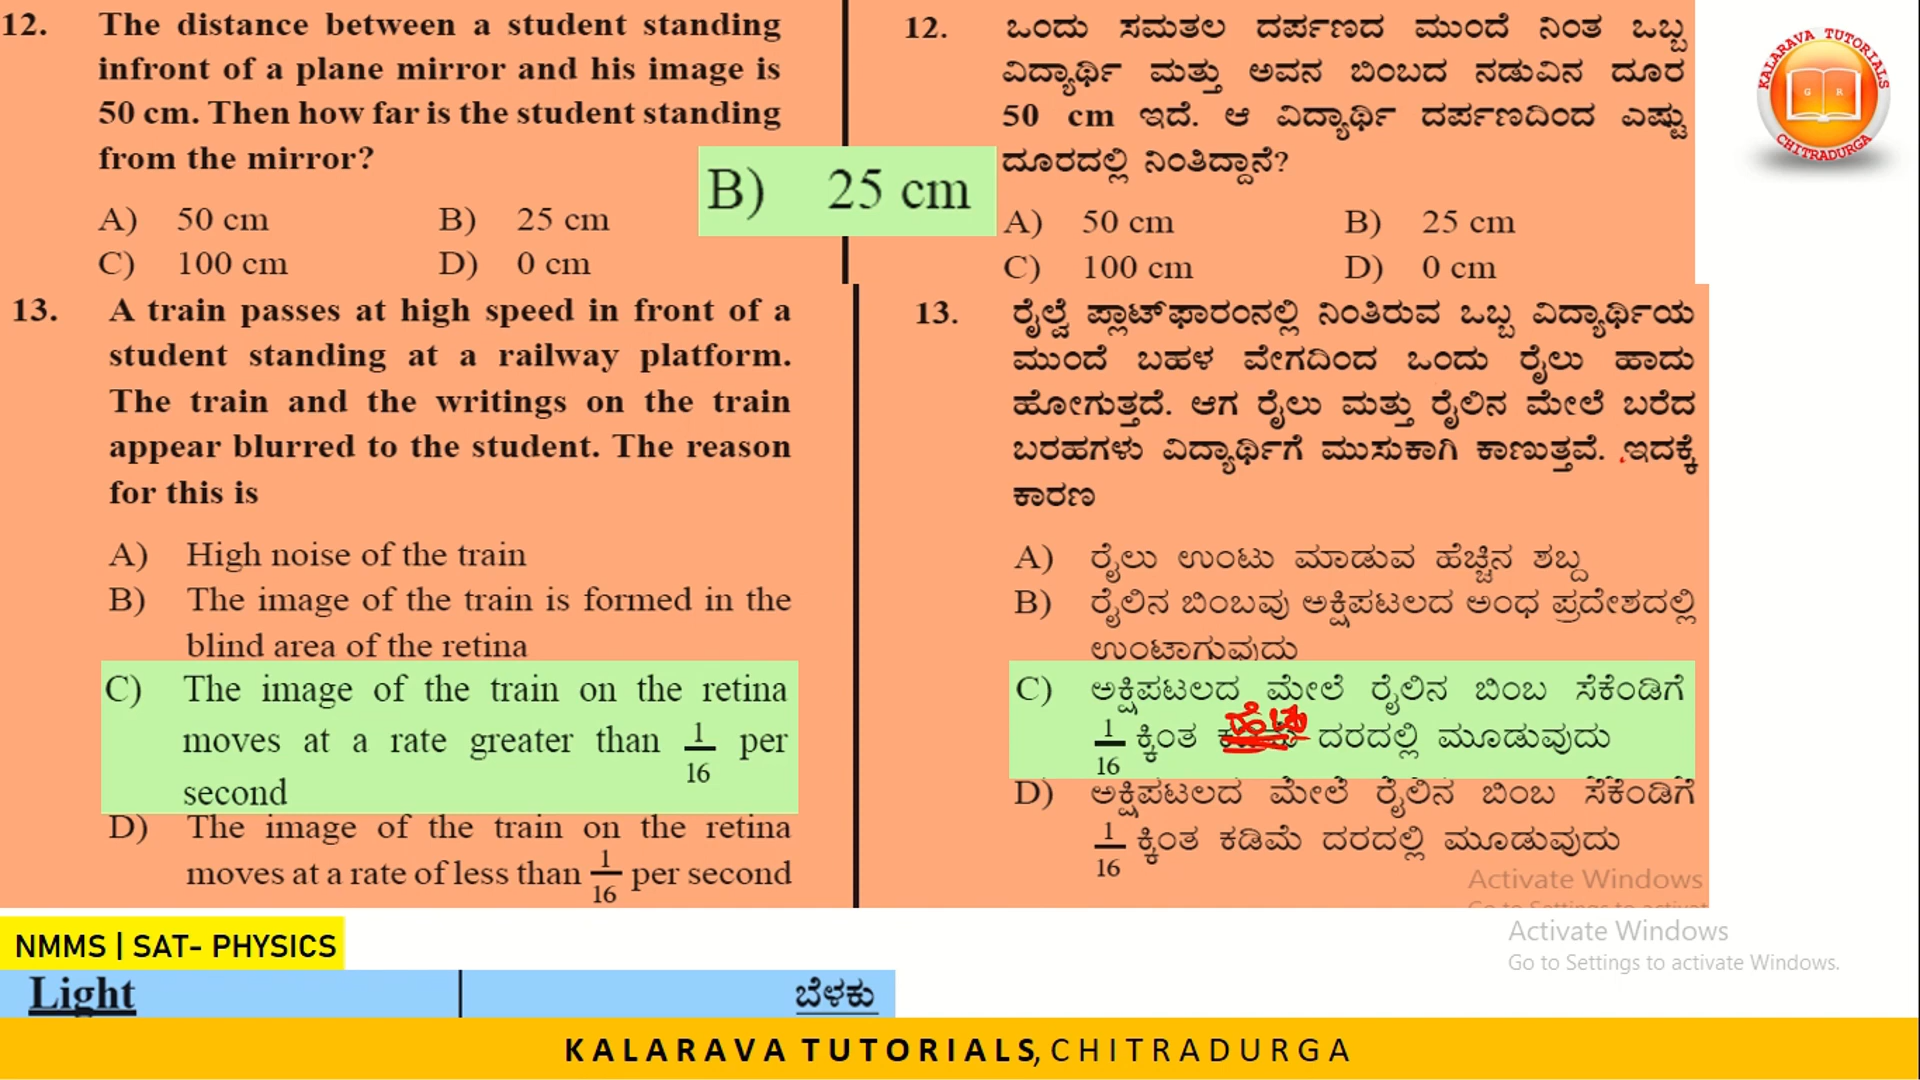 12. The distance between a student standing
infront of a plane mirror and his image is
50 cm. Then how far is the student standing
from the mirror?
A) 50 cm B) 25 cm
C) 100 cm D) 0 cm
B) 25 cm
12. ಒಂದು ಸಮತಲ ದರ್ಪಣದ ಮುಂದೆ ನಿಂತ ಒಬ್ಬ
ವಿದ್ಯಾರ್ಥಿ ಮತ್ತು ಅವನ ಬಿಂಬದ ನಡುವಿನ ದೂರ
50 cm ಇದೆ. ಆ ವಿದ್ಯಾರ್ಥಿ ದರ್ಪಣದಿಂದ ಎಷ್ಟು
ದೂರದಲ್ಲಿ ನಿಂತಿದ್ದಾನೆ?
A) 50 cm B) 25 cm
C) 100 cm D) 0 cm
KALARAVA TUTORIALS
G R
CHITRADURGA
13. A train passes at high speed in front of a
student standing at a railway platform.
The train and the writings on the train
appear blurred to the student. The reason
for this is
A) High noise of the train
B) The image of the train is formed in the
blind area of the retina
C) The image of the train on the retina
moves at a rate greater than 1/16 per
second
D) The image of the train on the retina
moves at a rate of less than 1/16 per second
13. ರೈಲ್ವೆ ಪ್ಲಾಟ್‌ಫಾರಂನಲ್ಲಿ ನಿಂತಿರುವ ಒಬ್ಬ ವಿದ್ಯಾರ್ಥಿಯ
ಮುಂದೆ ಬಹಳ ವೇಗದಿಂದ ಒಂದು ರೈಲು ಹಾದು
ಹೋಗುತ್ತದೆ. ಆಗ ರೈಲು ಮತ್ತು ರೈಲಿನ ಮೇಲೆ ಬರೆದ
ಬರಹಗಳು ವಿದ್ಯಾರ್ಥಿಗೆ ಮುಸುಕಾಗಿ ಕಾಣುತ್ತವೆ. ಇದಕ್ಕೆ
ಕಾರಣ
A) ರೈಲು ಉಂಟು ಮಾಡುವ ಹೆಚ್ಚಿನ ಶಬ್ದ
B) ರೈಲಿನ ಬಿಂಬವು ಅಕ್ಷಿಪಟಲದ ಅಂಧ ಪ್ರದೇಶದಲ್ಲಿ
ಉಂಟಾಗುವುದು
C) ಅಕ್ಷಿಪಟಲದ ಮೇಲೆ ರೈಲಿನ ಬಿಂಬ ಸೆಕೆಂಡಿಗೆ
1/16 ಕ್ಕಿಂತ ಹೆಚ್ಚು ದರದಲ್ಲಿ ಮೂಡುವುದು
D) ಅಕ್ಷಿಪಟಲದ ಮೇಲೆ ರೈಲಿನ ಬಿಂಬ ಸೆಕೆಂಡಿಗೆ
1/16 ಕ್ಕಿಂತ ಕಡಿಮೆ ದರದಲ್ಲಿ ಮೂಡುವುದು
Activate Windows
Activate Windows
Go to Settings to activate Windows.
NMMS | SAT- PHYSICS
Light ಬೆಳಕು
KALARAVA TUTORIALS, CHITRADURGA